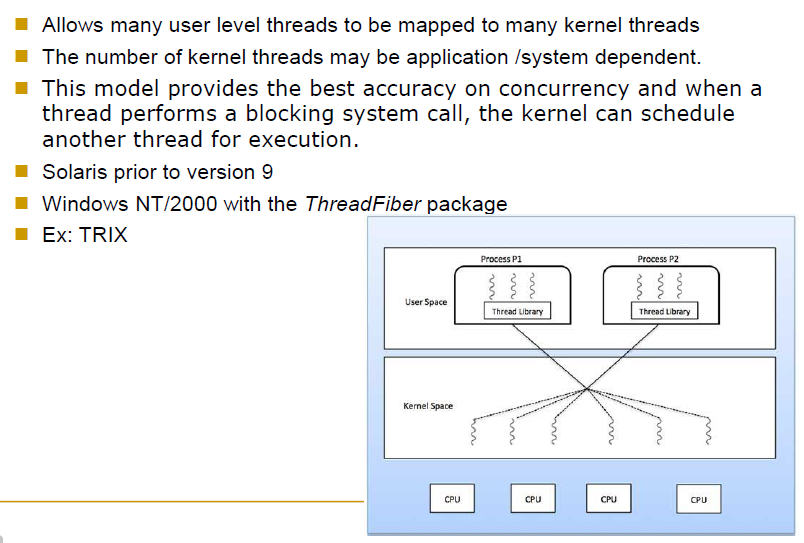 Allows many user level threads to be mapped to many kernel threads
The number of kernel threads may be application /system dependent.
This model provides the best accuracy on concurrency and when a
thread performs a blocking system call, the kernel can schedule
another thread for execution.
Solaris prior to version 9
Windows NT/2000 with the ThreadFiber package
Ex: TRIX
Process P1
Process P2
User Space
Thread Library
Thread Library
Kernel Space
CPU
CPU
CPU
CPU